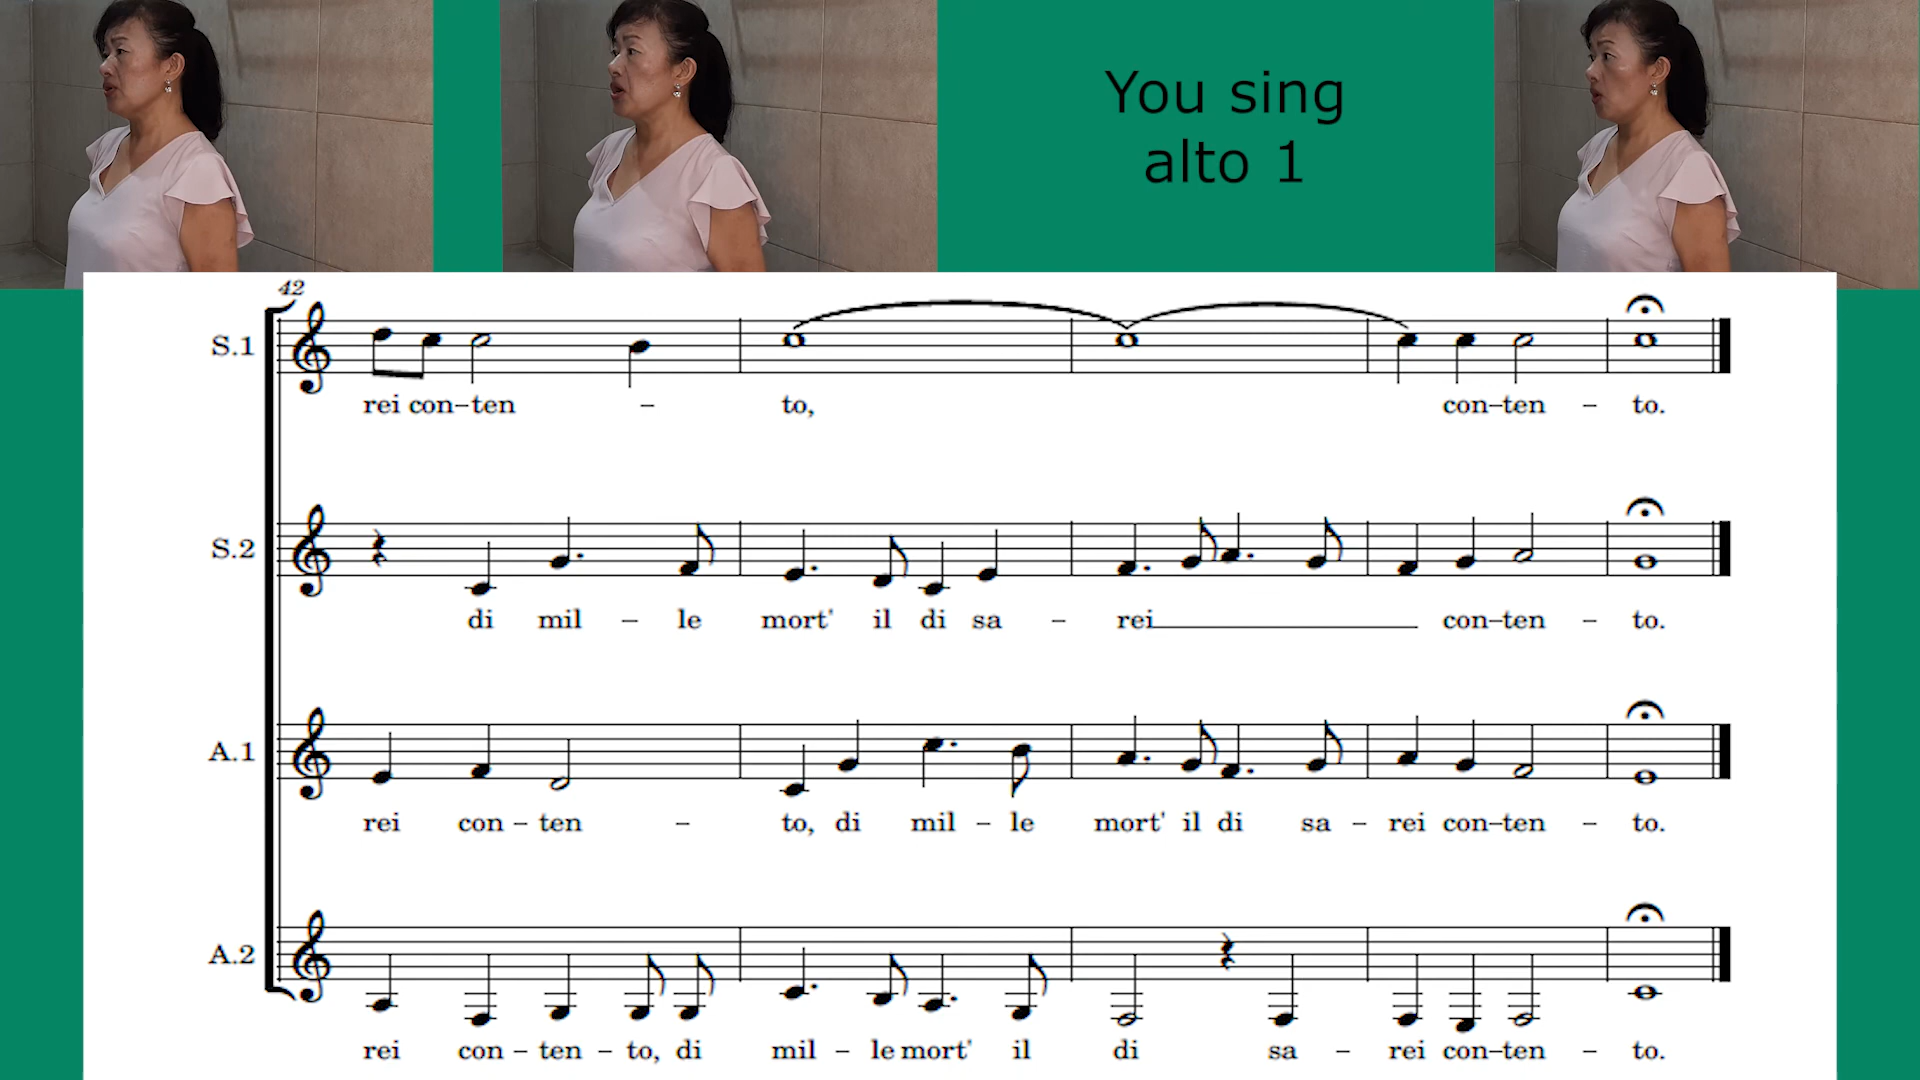 You sing
alto 1
42
S.1
rei con-ten - to, con-ten - to.
S.2
di mil - le mort' il di sa - rei con-ten - to.
A.1
rei con - ten - to, di mil - le mort' il di sa - rei con-ten - to.
A.2
rei con - ten - to, di mil - le mort' il di sa - rei con-ten - to.